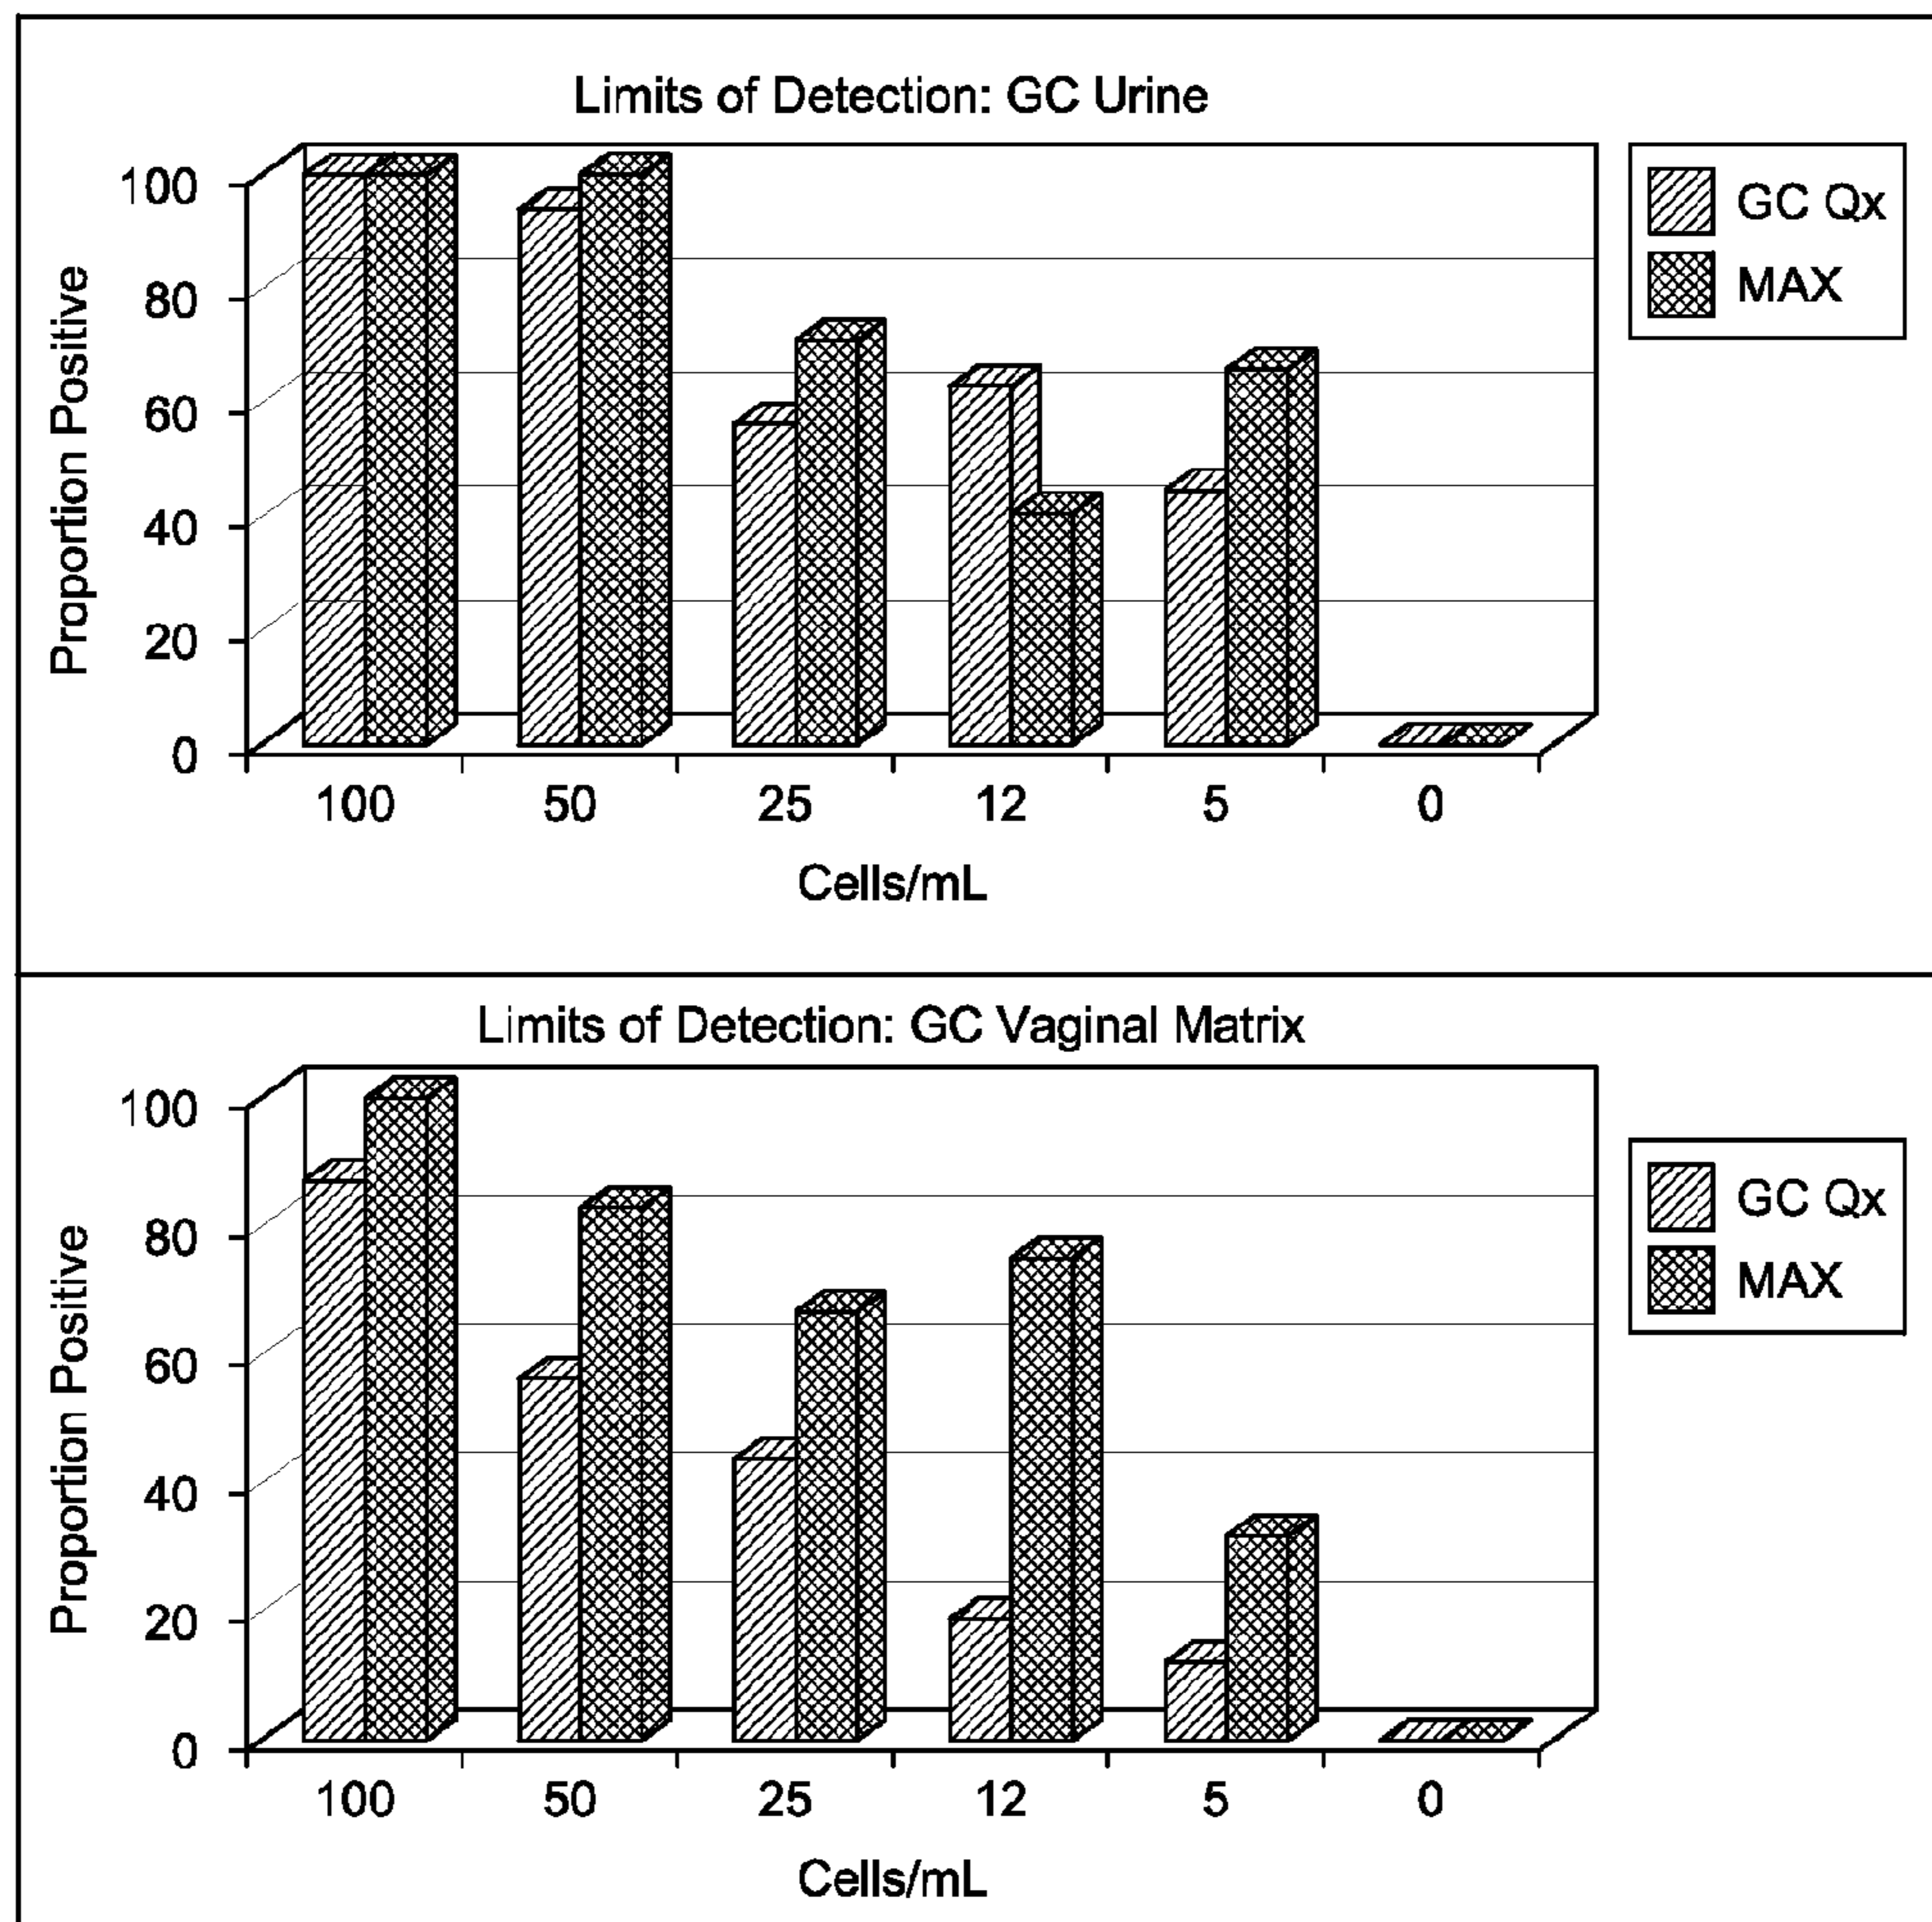 Limits of Detection: GC Urine
Proportion Positive
100
80
60
40
20
0
100 50 25 12 5 0
Cells/mL
GC Qx
MAX
Limits of Detection: GC Vaginal Matrix
Proportion Positive
100
80
60
40
20
0
100 50 25 12 5 0
Cells/mL
GC Qx
MAX